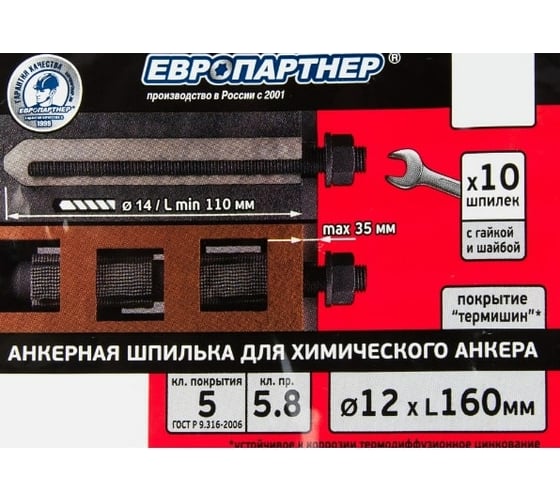 ЕВРОПАРТНЕР®
производство в России с 2001
ГАРАНТИЯ КАЧЕСТВА
ЕВРОПАРТНЕР
1999
х10
шпилек
с гайкой
и шайбой
ø 14 / L min 110 мм
max 35 мм
покрытие
"термишин"*
АНКЕРНАЯ ШПИЛЬКА ДЛЯ ХИМИЧЕСКОГО АНКЕРА
кл. покрытия
5
ГОСТ Р 9.316-2006
кл. пр.
5.8
ø12 х L160мм
*устойчивое к коррозии термодиффузионное цинкование